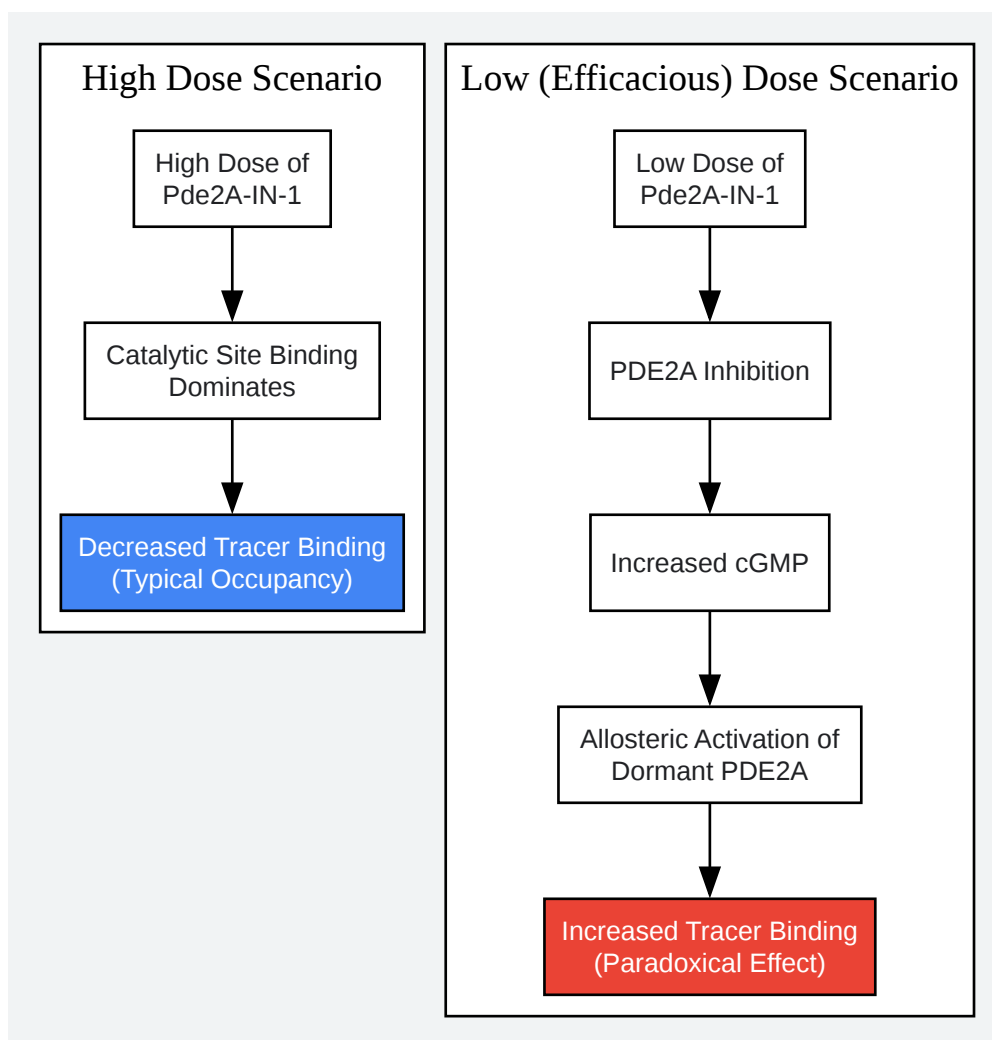 High Dose Scenario
High Dose of
Pde2A-IN-1
Catalytic Site Binding
Dominates
Decreased Tracer Binding
(Typical Occupancy)
Low (Efficacious) Dose Scenario
Low Dose of
Pde2A-IN-1
PDE2A Inhibition
Increased cGMP
Allosteric Activation of
Dormant PDE2A
Increased Tracer Binding
(Paradoxical Effect)